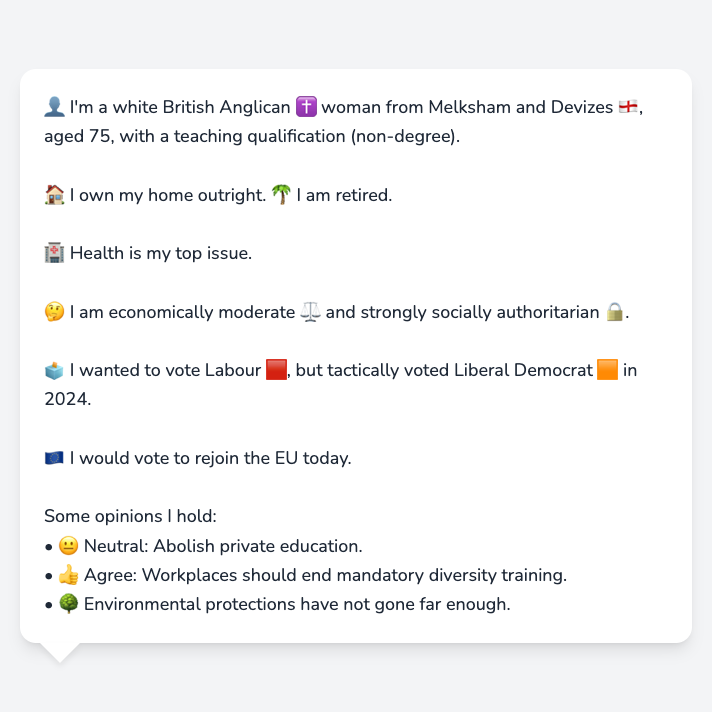 👤 I'm a white British Anglican ✝️ woman from Melksham and Devizes 🏴󠁧󠁢󠁥󠁮󠁧󠁿,
aged 75, with a teaching qualification (non-degree).
🏠 I own my home outright. 🌴 I am retired.
🏥 Health is my top issue.
🤔 I am economically moderate ⚖️ and strongly socially authoritarian 🔒.
🗳️ I wanted to vote Labour 🟥, but tactically voted Liberal Democrat 🟧 in
2024.
🇪🇺 I would vote to rejoin the EU today.
Some opinions I hold:
• 😐 Neutral: Abolish private education.
• 👍 Agree: Workplaces should end mandatory diversity training.
• 🌳 Environmental protections have not gone far enough.